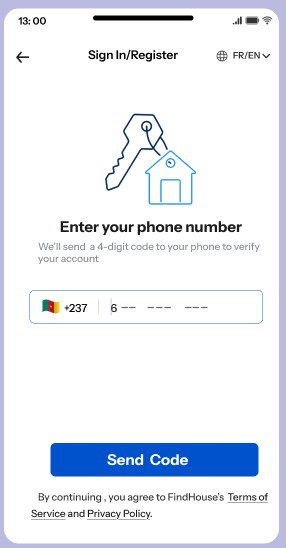 13:00
Sign In/Register
FR/EN
Enter your phone number
We'll send a 4-digit code to your phone to verify
your account
+237 6 –– ––– –––
Send Code
By continuing , you agree to FindHouse's Terms of
Service and Privacy Policy.